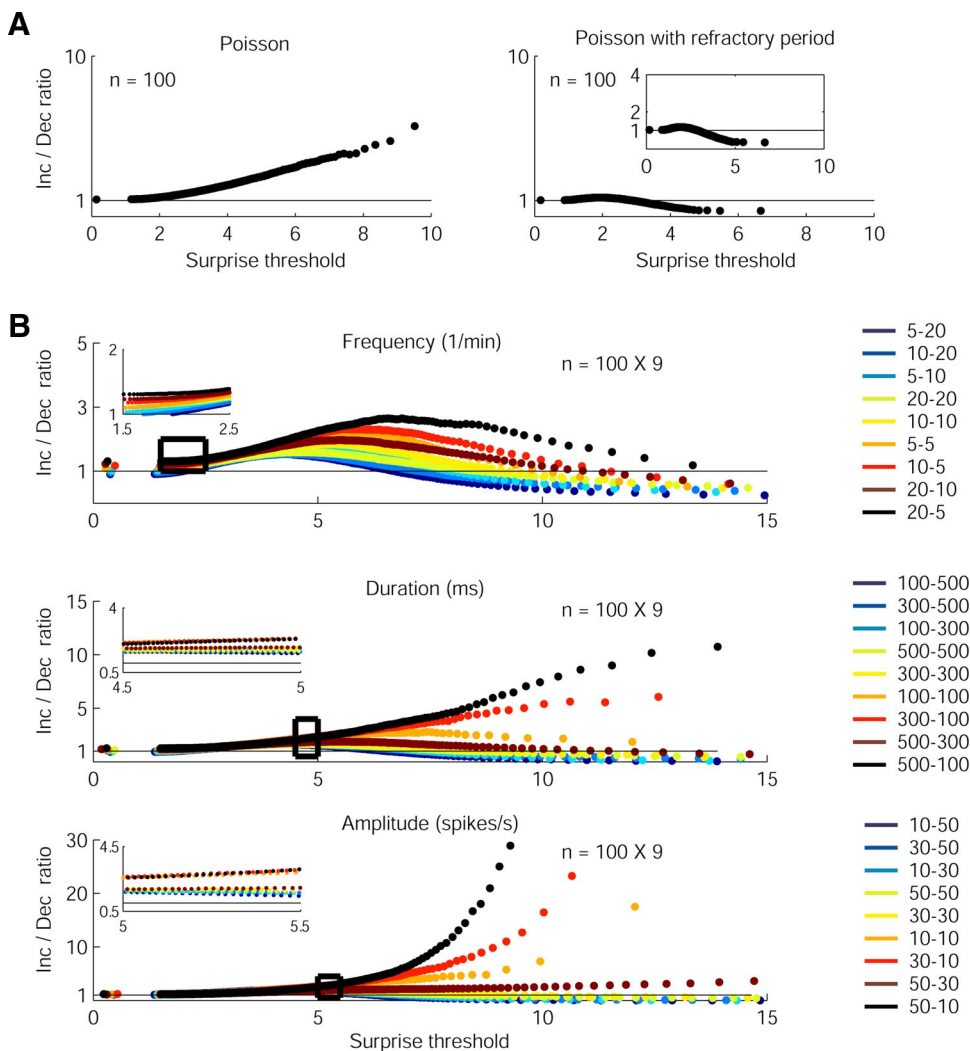 A
Poisson
Poisson with refractory period
10
n = 100
Inc / Dec ratio
1
0 2 4 6 8 10
Surprise threshold
10
n = 100
4
2
1
0 5 10
1
0 2 4 6 8 10
Surprise threshold
B
Frequency (1/min)
n = 100 X 9
Inc / Dec ratio
5
3
1
0 5 10 15
2
1
1.5 2.5
5-20
10-20
5-10
20-20
10-10
5-5
10-5
20-10
20-5
Duration (ms)
n = 100 X 9
Inc / Dec ratio
15
10
5
1
0 5 10 15
4
0.5
4.5 5
100-500
300-500
100-300
500-500
300-300
100-100
300-100
500-300
500-100
Amplitude (spikes/s)
n = 100 X 9
Inc / Dec ratio
30
20
10
1
0 5 10 15
4.5
0.5
5 5.5
Surprise threshold
10-50
30-50
10-30
50-50
30-30
10-10
30-10
50-30
50-10